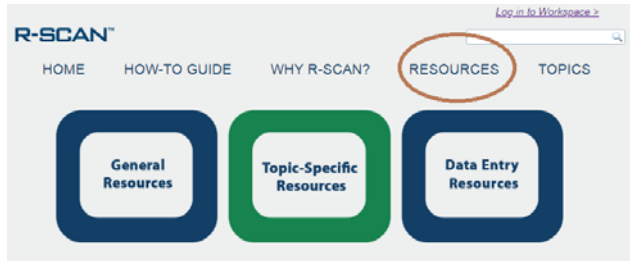 Log in to Workspace >
R-SCAN™
HOME HOW-TO GUIDE WHY R-SCAN? RESOURCES TOPICS
General
Resources
Topic-Specific
Resources
Data Entry
Resources